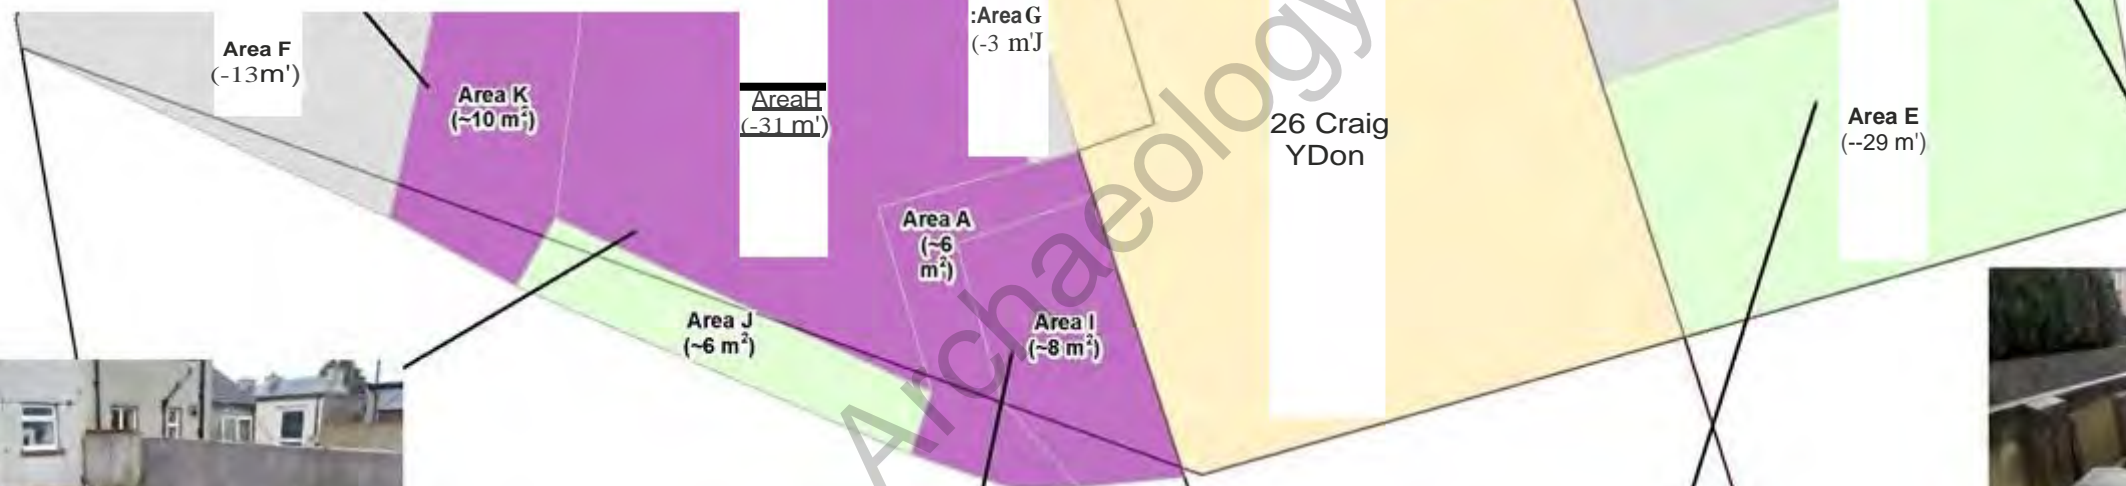 Area F
(-13m')
Area K
(~10 m²)
AreaH
(-31 m')
:Area G
(-3 m'J
26 Craig
YDon
Area E
(--29 m')
Area A
(~6
m²)
Area J
(~6 m²)
Area I
(~8 m²)
Archaeology